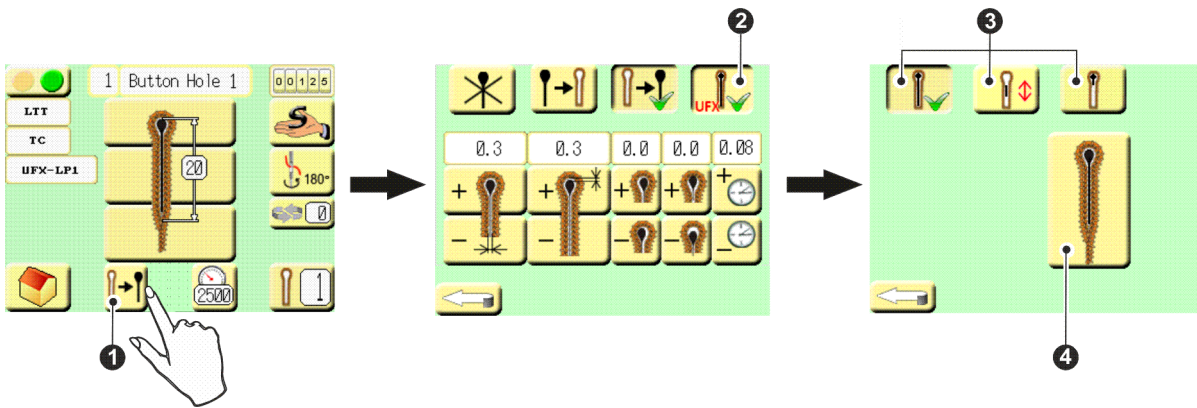 2
3
1 Button Hole 1 00125
LTT
TC
UFX-LP1
20
S
180°
0
2500
1
1
UFX
0.3 0.3 0.0 0.0 0.08
+ + + + +
- - - - -
4